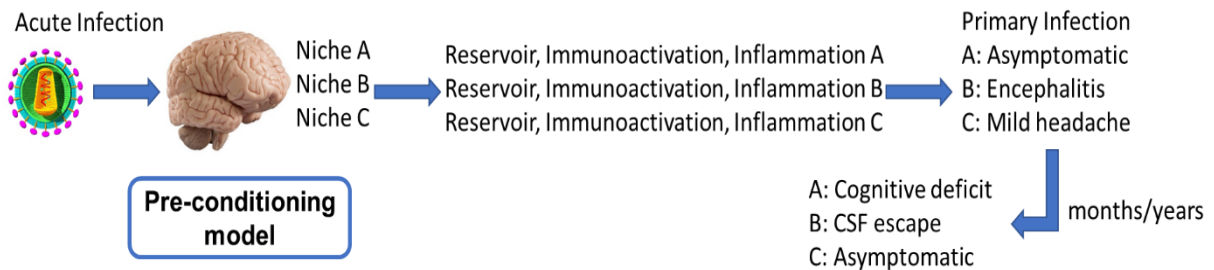 Acute Infection
Niche A
Niche B
Niche C
Reservoir, Immunoactivation, Inflammation A
Reservoir, Immunoactivation, Inflammation B
Reservoir, Immunoactivation, Inflammation C
Primary Infection
A: Asymptomatic
B: Encephalitis
C: Mild headache
Pre-conditioning
model
A: Cognitive deficit
B: CSF escape
C: Asymptomatic
months/years